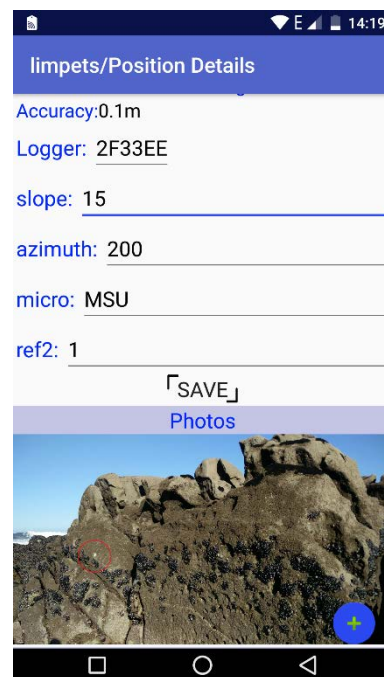 E 14:19
limpets/Position Details
Accuracy:0.1m
Logger: 2F33EE
slope: 15
azimuth: 200
micro: MSU
ref2: 1
SAVE
Photos
+